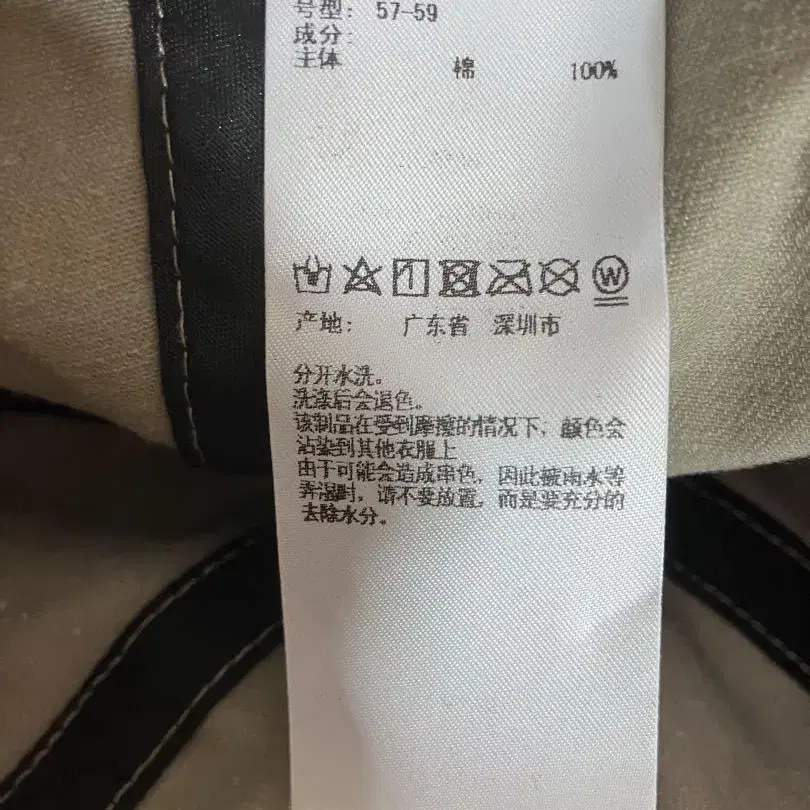 号型: 57-59
成分:
主体 棉 100%
W
产地: 广东省 深圳市
分开水洗。
洗涤后会退色。
该制品在受到摩擦的情况下，颜色会
沾染到其他衣服上
由于可能会造成串色，因此被雨水等
弄湿时，请不要放置，而是要充分的
去除水分。